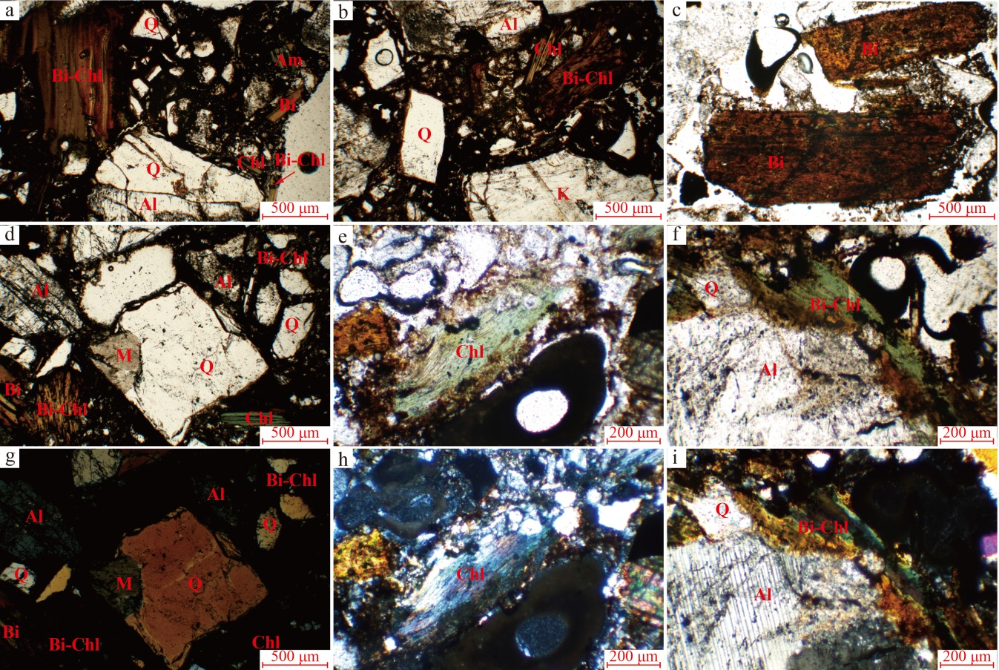 a
Q
Am
Bi-Chl
Bi
Chl
Bi-Chl
Q
Al
500 μm
b
Al
Chl
Bi-Chl
Q
K
500 μm
c
Bi
Bi
500 μm
d
Bi-Chl
Al
Al
Q
M
Q
Bi
Bi-Chl
Chl
500 μm
e
Chl
200 μm
f
Q
Bi-Chl
Al
200 μm
g
Bi-Chl
Al
Al
Q
Q
M
Q
Bi
Bi-Chl
Chl
500 μm
h
Chl
200 μm
i
Q
Bi-Chl
Al
200 μm